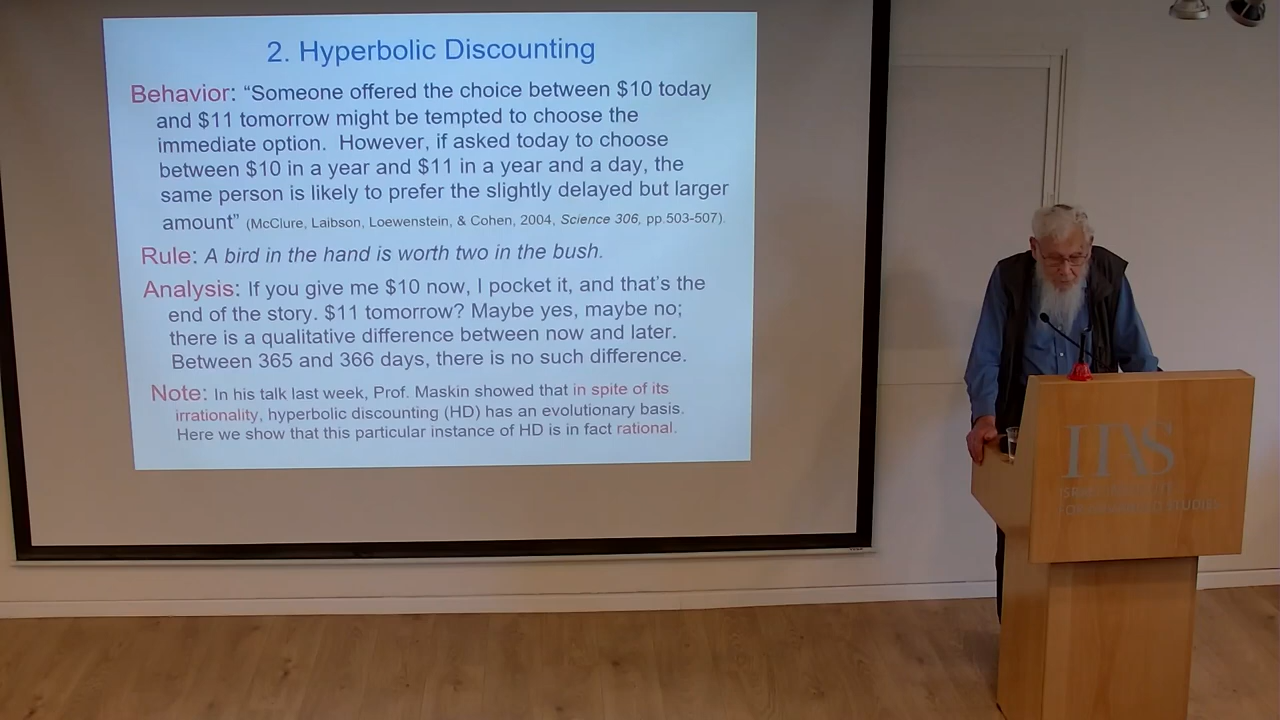 2. Hyperbolic Discounting
Behavior: “Someone offered the choice between $10 today
and $11 tomorrow might be tempted to choose the
immediate option. However, if asked today to choose
between $10 in a year and $11 in a year and a day, the
same person is likely to prefer the slightly delayed but larger
amount” (McClure, Laibson, Loewenstein, & Cohen, 2004, Science 306, pp.503-507).
Rule: A bird in the hand is worth two in the bush.
Analysis: If you give me $10 now, I pocket it, and that's the
end of the story. $11 tomorrow? Maybe yes, maybe no;
there is a qualitative difference between now and later.
Between 365 and 366 days, there is no such difference.
Note: In his talk last week, Prof. Maskin showed that in spite of its
irrationality, hyperbolic discounting (HD) has an evolutionary basis.
Here we show that this particular instance of HD is in fact rational.
IIAS
STUDIES